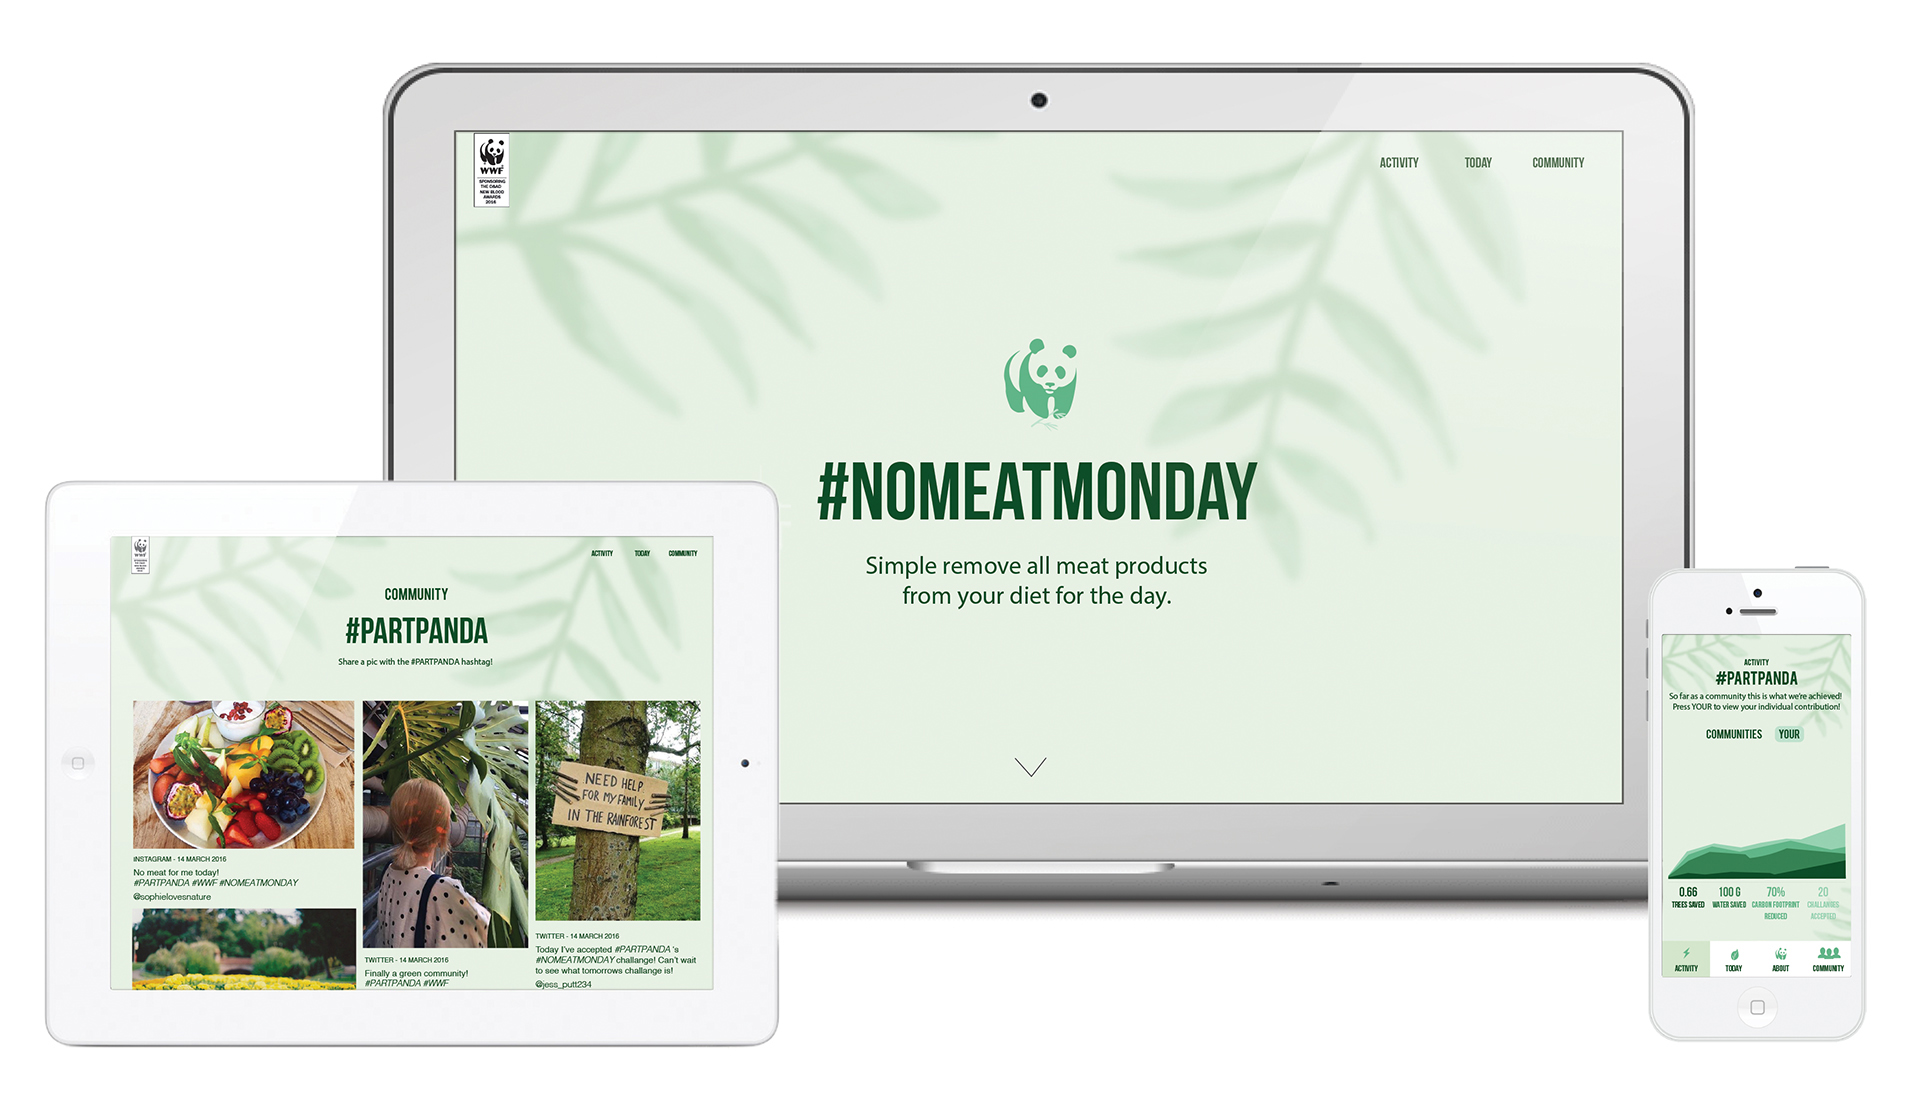 WWF
SPONSORING
THE D&AD
NEW BLOOD
AWARDS
2016
ACTIVITY TODAY COMMUNITY
#NOMEATMONDAY
Simple remove all meat products
from your diet for the day.
WWF
ACTIVITY TODAY COMMUNITY
COMMUNITY
#PARTPANDA
Share a pic with the #PARTPANDA hashtag!
INSTAGRAM - 14 MARCH 2016
No meat for me today!
#PARTPANDA #WWF #NOMEATMONDAY
@sophielovesnature
TWITTER - 14 MARCH 2016
Finally a green community!
#PARTPANDA #WWF
NEED HELP
FOR MY FAMILY
IN THE RAINFOREST
TWITTER - 14 MARCH 2016
Today I've accepted #PARTPANDA 's
#NOMEATMONDAY challange! Can't wait
to see what tomorrows challange is!
@jess_putt234
ACTIVITY
#PARTPANDA
So far as a community this is what we're achieved!
Press YOUR to view your individual contribution!
COMMUNITIES YOUR
0.66 100 G 70% 20
TREES SAVED WATER SAVED CARBON FOOTPRINT CHALLANGES
REDUCED ACCEPTED
ACTIVITY TODAY ABOUT COMMUNITY